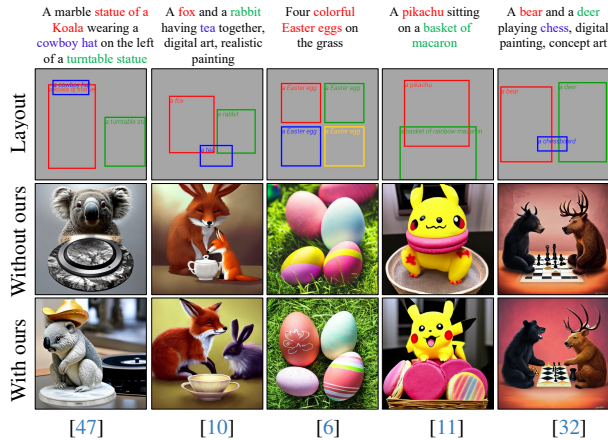 A marble statue of a
Koala wearing a
cowboy hat on the left
of a turntable statue
A fox and a rabbit
having tea together,
digital art, realistic
painting
Four colorful
Easter eggs on
the grass
A pikachu sitting
on a basket of
macaron
A bear and a deer
playing chess, digital
painting, concept art
Layout
a cowboy hat
a turntable stat
a fox
a rabbit
a tea
a Easter egg
a Easter egg
a Easter egg
a Easter egg
a pikachu
a basket of rainbow macaron
a bear
a deer
a chessboard
Without ours
With ours
[47]
[10]
[6]
[11]
[32]